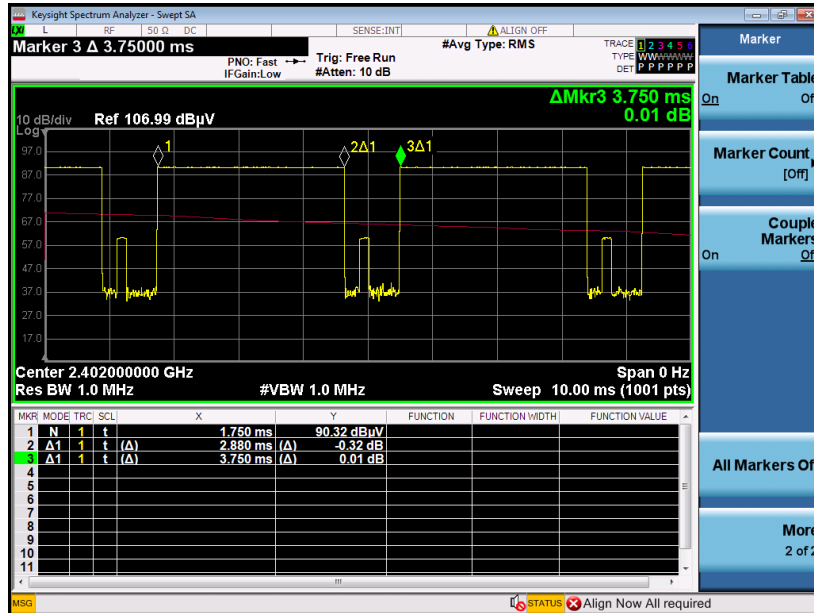 Keysight Spectrum Analyzer - Swept SA
LXI L RF 50 Ω DC SENSE:INT ALIGN OFF
Marker 3 Δ 3.75000 ms
PNO: Fast
IFGain:Low
Trig: Free Run
#Atten: 10 dB
#Avg Type: RMS
TRACE 1 2 3 4 5 6
TYPE WWWWWW
DET P P P P P P
ΔMkr3 3.750 ms
0.01 dB
10 dB/div Ref 106.99 dBµV
Log
97.0
87.0
77.0
67.0
57.0
47.0
37.0
27.0
17.0
1
2Δ1
3Δ1
Center 2.402000000 GHz Span 0 Hz
Res BW 1.0 MHz #VBW 1.0 MHz Sweep 10.00 ms (1001 pts)
MKR MODE TRC SCL X Y FUNCTION FUNCTION WIDTH FUNCTION VALUE
1 N 1 t 1.750 ms 90.32 dBµV
2 Δ1 1 t (Δ) 2.880 ms (Δ) -0.32 dB
3 Δ1 1 t (Δ) 3.750 ms (Δ) 0.01 dB
4
5
6
7
8
9
10
11
MSG STATUS Align Now All required
Marker
Marker Table
On Of
Marker Count
[Off]
Couple
Markers
On Of
All Markers Of
More
2 of 2